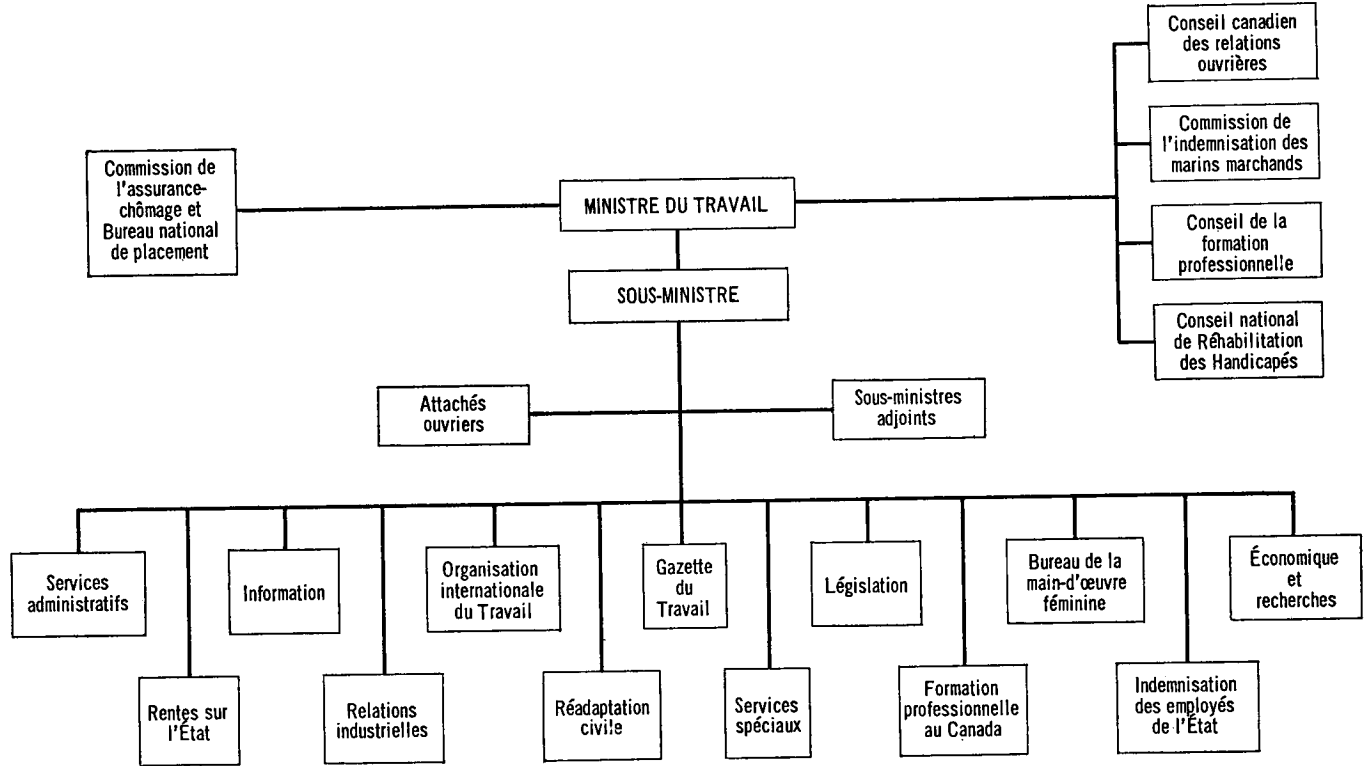 Conseil canadien
des relations
ouvrières
Commission de
l'indemnisation des
marins marchands
Commission de
l'assurance-
chômage et
Bureau national
de placement
MINISTRE DU TRAVAIL
Conseil de la
formation
professionnelle
SOUS-MINISTRE
Conseil national
de Réhabilitation
des Handicapés
Attachés
ouvriers
Sous-ministres
adjoints
Services
administratifs
Information
Organisation
internationale
du Travail
Gazette
du
Travail
Législation
Bureau de la
main-d'œuvre
féminine
Économique
et
recherches
Rentes sur
l'État
Relations
industrielles
Réadaptation
civile
Services
spéciaux
Formation
professionnelle
au Canada
Indemnisation
des employés
de l'État